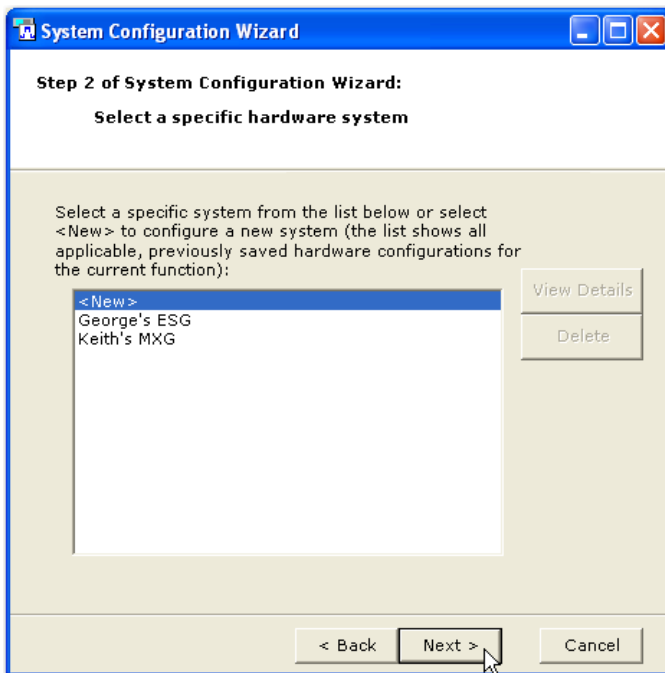 System Configuration Wizard
Step 2 of System Configuration Wizard:
Select a specific hardware system
Select a specific system from the list below or select
<New> to configure a new system (the list shows all
applicable, previously saved hardware configurations for
the current function):
<New>
George's ESG
Keith's MXG
View Details
Delete
< Back
Next >
Cancel